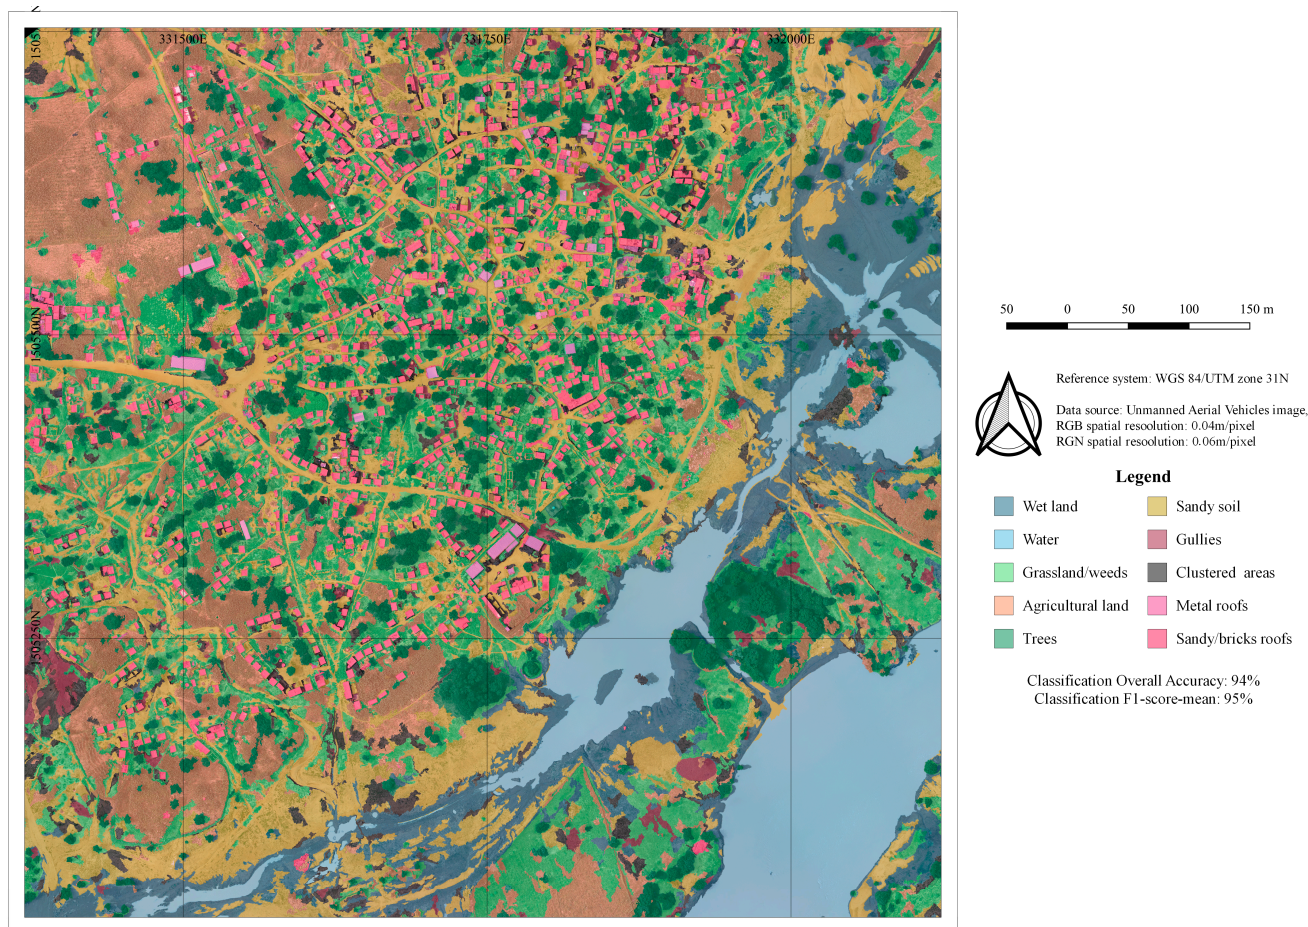 331500E
331750E
332000E
1505
1505500N
1505250N
50 0 50 100 150 m
Reference system: WGS 84/UTM zone 31N
Data source: Unmanned Aerial Vehicles image,
RGB spatial resoolution: 0.04m/pixel
RGN spatial resoolution: 0.06m/pixel
Legend
Wet land
Water
Grassland/weeds
Agricultural land
Trees
Sandy soil
Gullies
Clustered areas
Metal roofs
Sandy/bricks roofs
Classification Overall Accuracy: 94%
Classification F1-score-mean: 95%